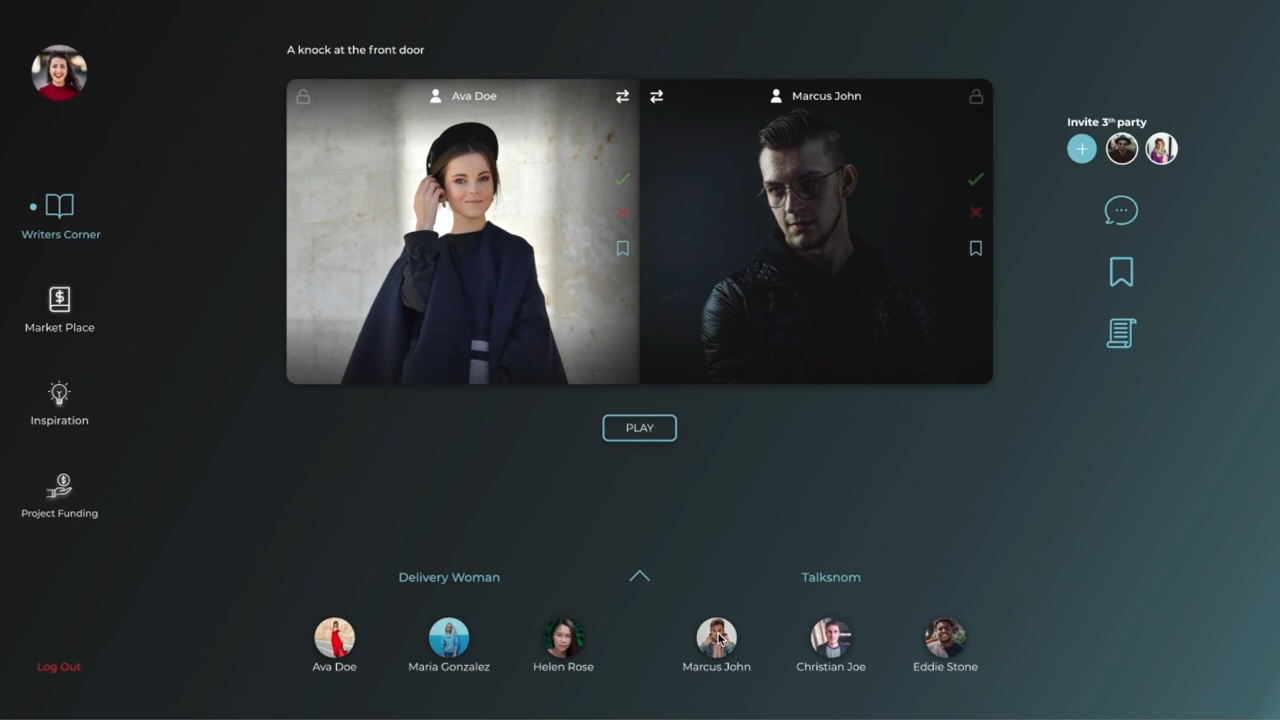 A knock at the front door
Ava Doe
Marcus John
Invite 3th party
Writers Corner
Market Place
Inspiration
PLAY
Project Funding
Delivery Woman
Talksnom
Ava Doe
Maria Gonzalez
Helen Rose
Marcus John
Christian Joe
Eddie Stone
Log Out